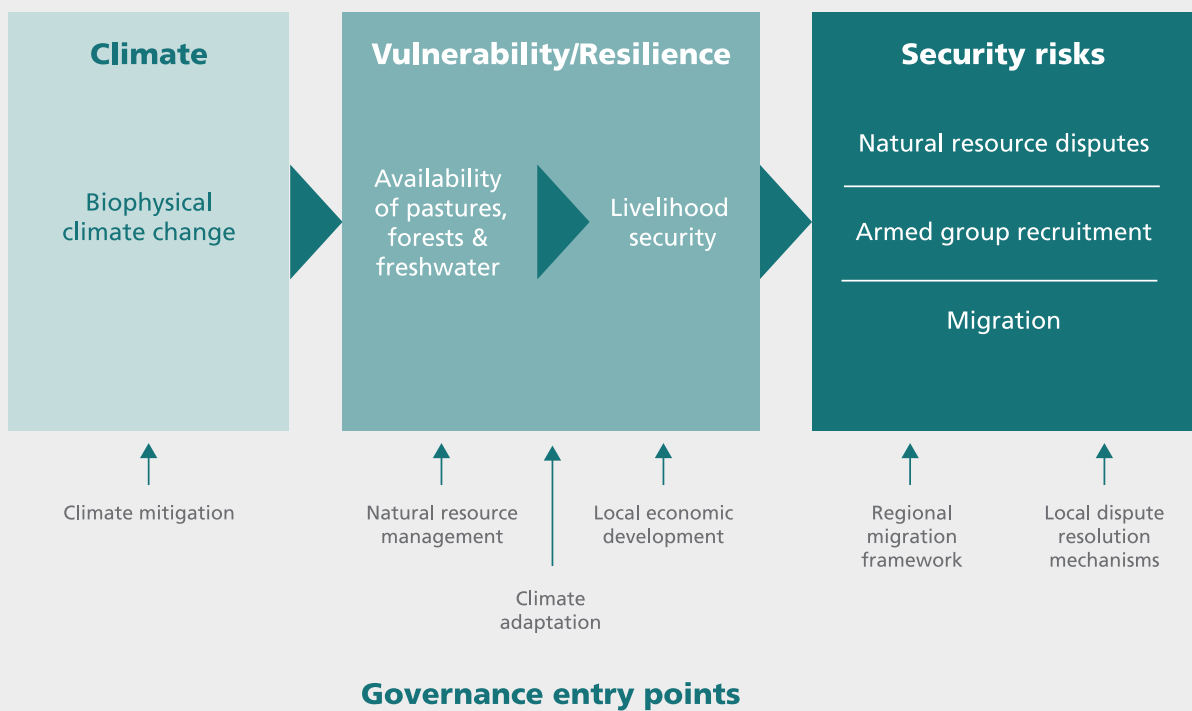 Climate
Biophysical
climate change
Vulnerability/Resilience
Availability
of pastures,
forests &
freshwater
Livelihood
security
Security risks
Natural resource disputes
Armed group recruitment
Migration
Climate mitigation
Natural resource
management
Climate
adaptation
Local economic
development
Regional
migration
framework
Local dispute
resolution
mechanisms
Governance entry points